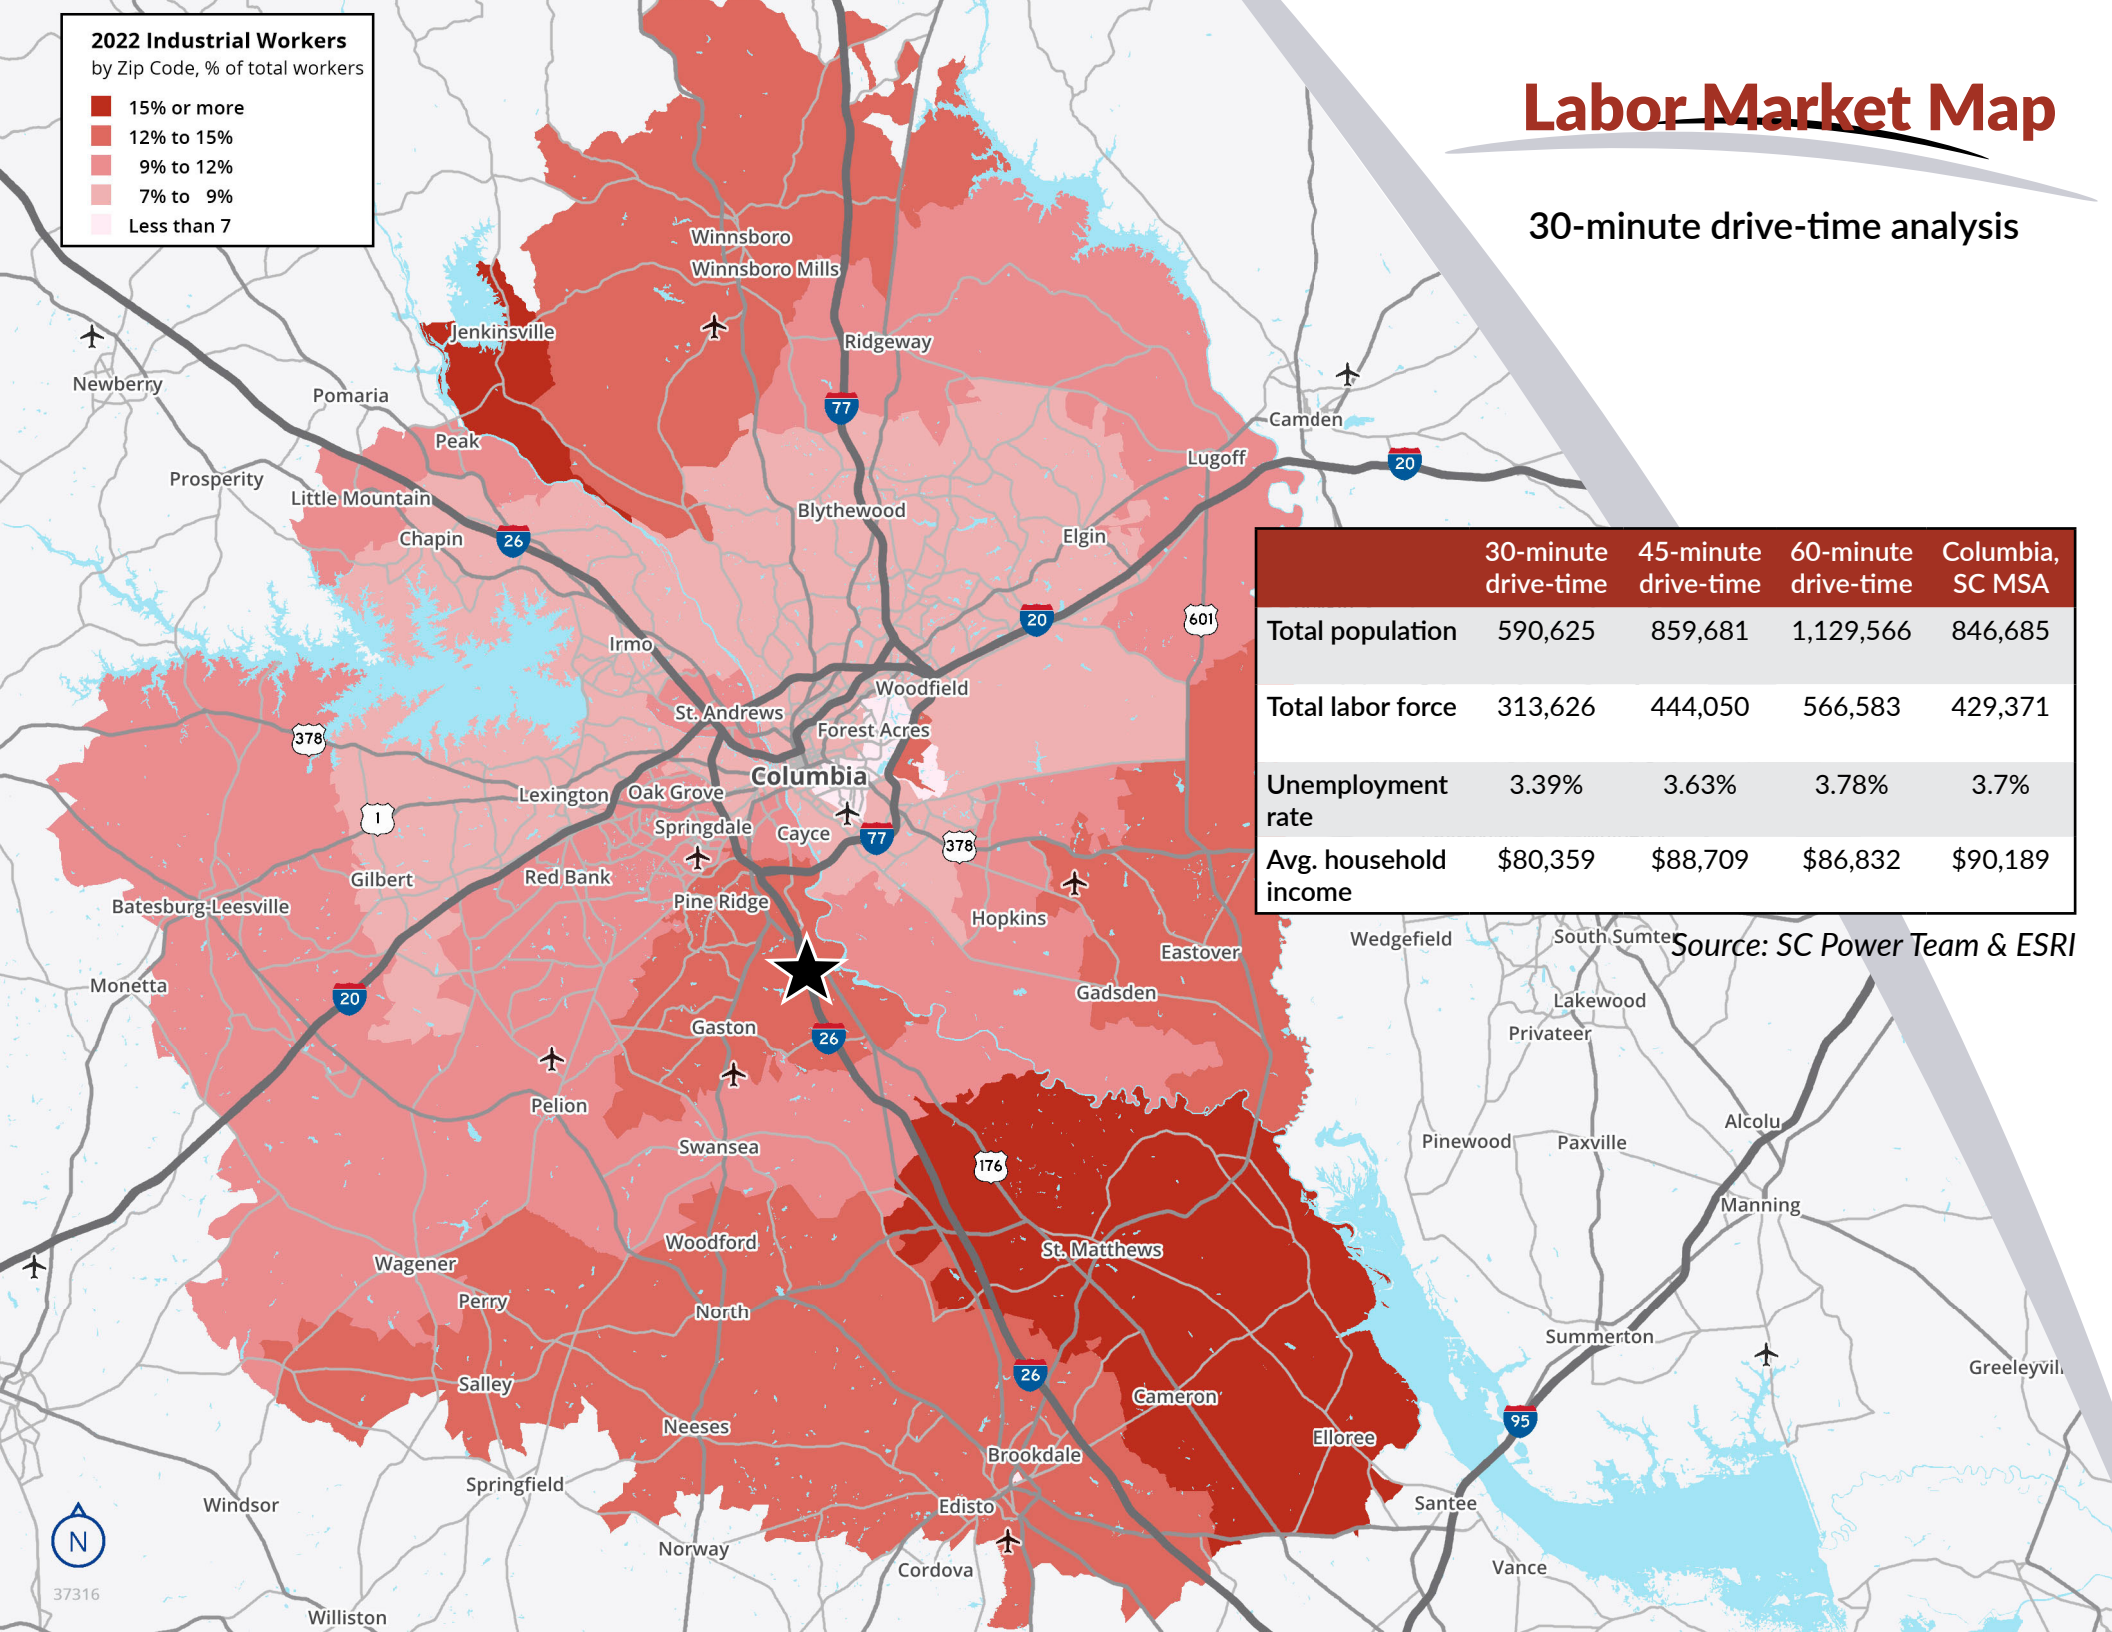 2022 Industrial Workers
by Zip Code, % of total workers
15% or more
12% to 15%
9% to 12%
7% to 9%
Less than 7
Labor Market Map
30-minute drive-time analysis
Winnsboro
Winnsboro Mills
Jenkinsville
Ridgeway
Newberry
Pomaria
77
Camden
Peak
Lugoff
20
Prosperity
Little Mountain
Blythewood
Chapin
26
Elgin
20
601
Irmo
Woodfield
St. Andrews
Forest Acres
378
Columbia
Lexington
Oak Grove
1
Springdale
Cayce
77
378
Gilbert
Red Bank
Pine Ridge
Batesburg-Leesville
Hopkins
Eastover
Monetta
20
Gadsden
Gaston
26
Pelion
Swansea
176
Woodford
St. Matthews
Wagener
Perry
North
26
Salley
Cameron
Neeses
Elloree
Brookdale
Springfield
Windsor
Edisto
Santee
N
Norway
Cordova
Vance
37316
Williston
30-minute drive-time 45-minute drive-time 60-minute drive-time Columbia, SC MSA
Total population 590,625 859,681 1,129,566 846,685
Total labor force 313,626 444,050 566,583 429,371
Unemployment rate 3.39% 3.63% 3.78% 3.7%
Avg. household income $80,359 $88,709 $86,832 $90,189
Source: SC Power Team & ESRI
Wedgefield
South Sumte
Lakewood
Privateer
Alcolu
Pinewood
Paxville
Manning
Summerton
Greeleyvil
95